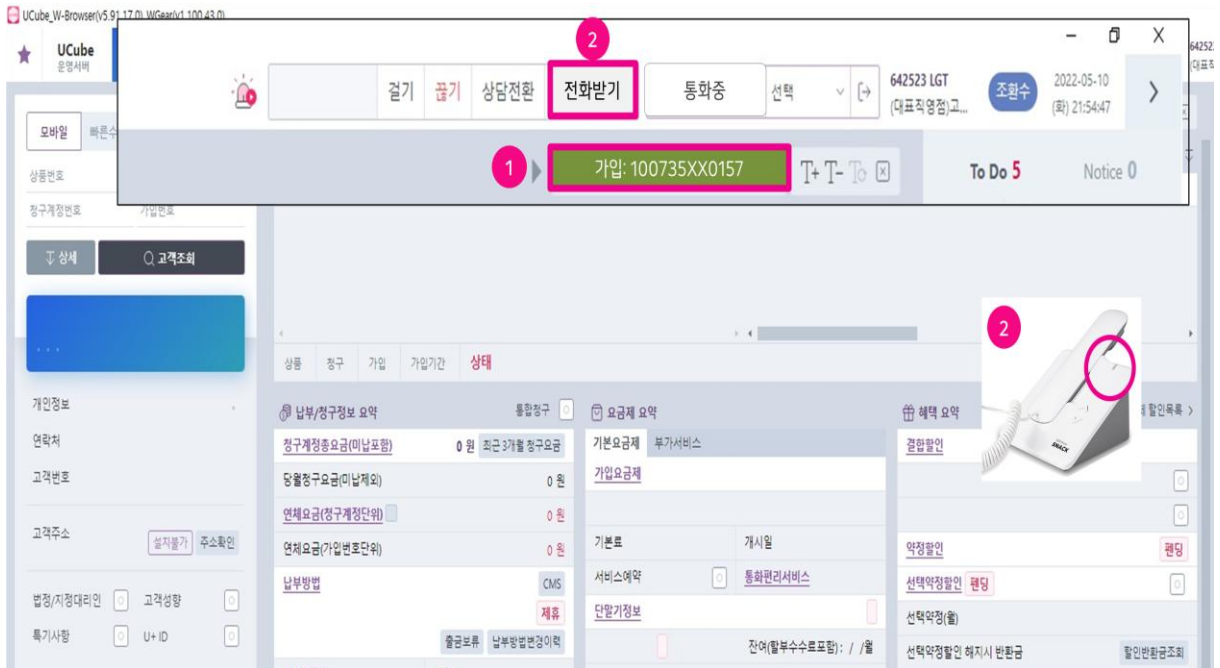 UCube_W-Browser(v5.91.17.0) WGear(v1.100.43.0)
UCube
운영서버
2
걸기 끊기 상담전환 전화받기 통화중 선택
642523 LGT
(대표직영점)고...
조환수
2022-05-10
(화) 21:54:47
64252
(대표직
1
가입: 100735XX0157
T+ T-
To Do 5
Notice 0
모바일 빠른수
상품번호
청구계정번호 가입번호
상세 고객조회
...
개인정보
연락처
고객번호
고객주소 설치불가 주소확인
법정/지정대리인 고객성향
특기사항 U+ ID
상품 청구 가입 가입기간 상태
납부/청구정보 요약 통합청구
청구계정총요금(미납포함) 0 원 최근 3개월 청구요금
당월청구요금(미납제외) 0 원
연체요금(청구계정단위) 0 원
연체요금(가입번호단위) 0 원
납부방법 CMS
제휴
출금보류 납부방법변경이력
요금제 요약
기본요금제 부가서비스
가입요금제
기본료 개시일
서비스예약 통화편리서비스
단말기정보
잔여(할부수수료포함) : / /월
2
SNACK
혜택 요약 할인목록 >
결합할인
약정할인 펜딩
선택약정할인 펜딩
선택약정(월)
선택약정할인 해지시 반환금 할인반환금조회